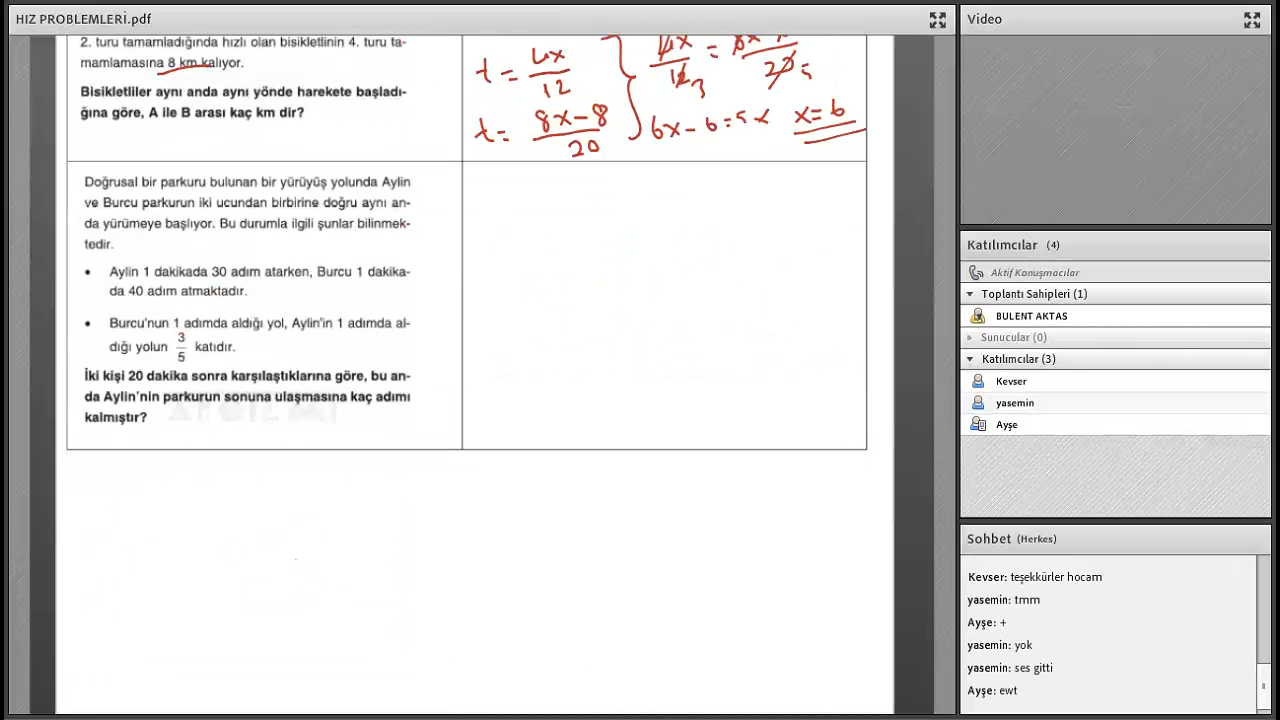 HIZ PROBLEMLERİ.pdf
2. turu tamamladığında hızlı olan bisikletlinin 4. turu ta-
mamlamasına 8 km kalıyor.
Bisikletliler aynı anda aynı yönde harekete başladı-
ğına göre, A ile B arası kaç km dir?
t = 4x/12
t = 8x-8/20
6x-6=5x x=6
Doğrusal bir parkuru bulunan bir yürüyüş yolunda Aylin
ve Burcu parkurun iki ucundan birbirine doğru aynı an-
da yürümeye başlıyor. Bu durumla ilgili şunlar bilinmek-
tedir.
• Aylin 1 dakikada 30 adım atarken, Burcu 1 dakika-
da 40 adım atmaktadır.
• Burcu'nun 1 adımda aldığı yol, Aylin'in 1 adımda al-
dığı yolun 3/5 katıdır.
İki kişi 20 dakika sonra karşılaştıklarına göre, bu an-
da Aylin'nin parkurun sonuna ulaşmasına kaç adımı
kalmıştır?
Video
Katılımcılar (4)
Aktif Konuşmacılar
Toplantı Sahipleri (1)
BULENT AKTAS
Sunucular (0)
Katılımcılar (3)
Kevser
yasemin
Ayşe
Sohbet (Herkes)
Kevser: teşekkürler hocam
yasemin: tmm
Ayşe: +
yasemin: yok
yasemin: ses gitti
Ayşe: ewt